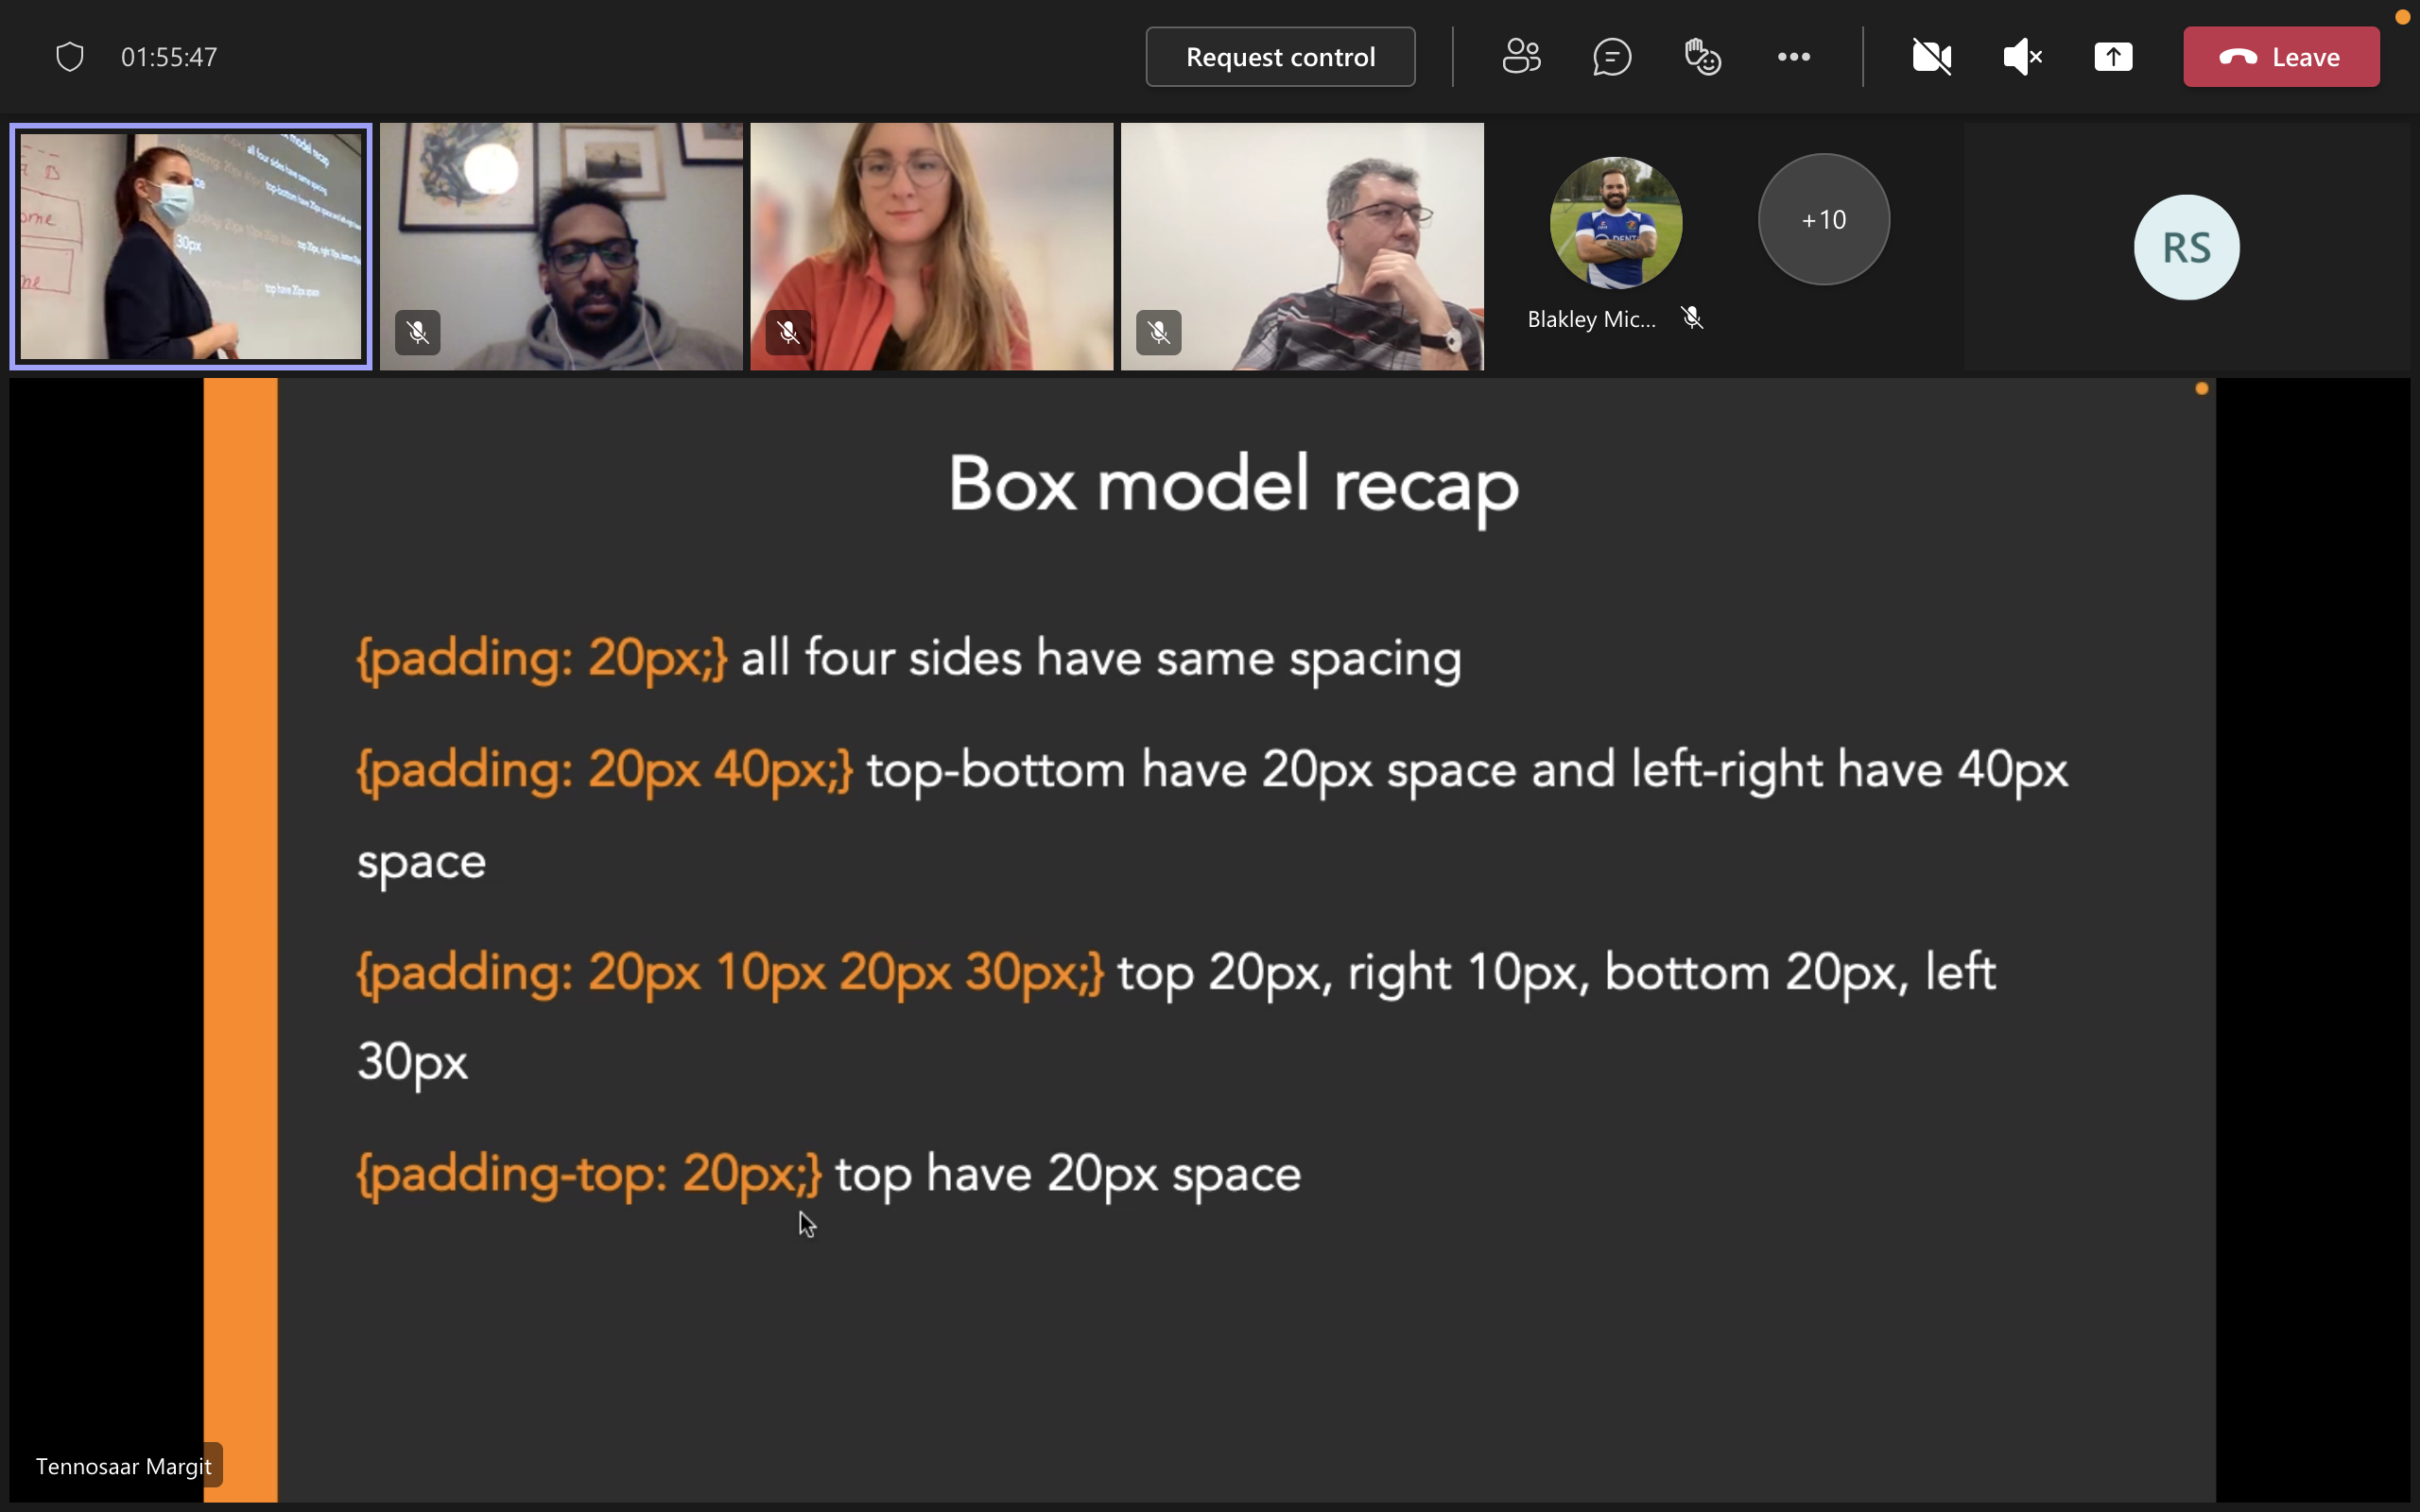 01:55:47
Request control
Leave
ome
30px
Blakley Mic...
+10
RS
Box model recap
{padding: 20px;} all four sides have same spacing
{padding: 20px 40px;} top-bottom have 20px space and left-right have 40px
space
{padding: 20px 10px 20px 30px;} top 20px, right 10px, bottom 20px, left
30px
{padding-top: 20px;} top have 20px space
Tennosaar Margit